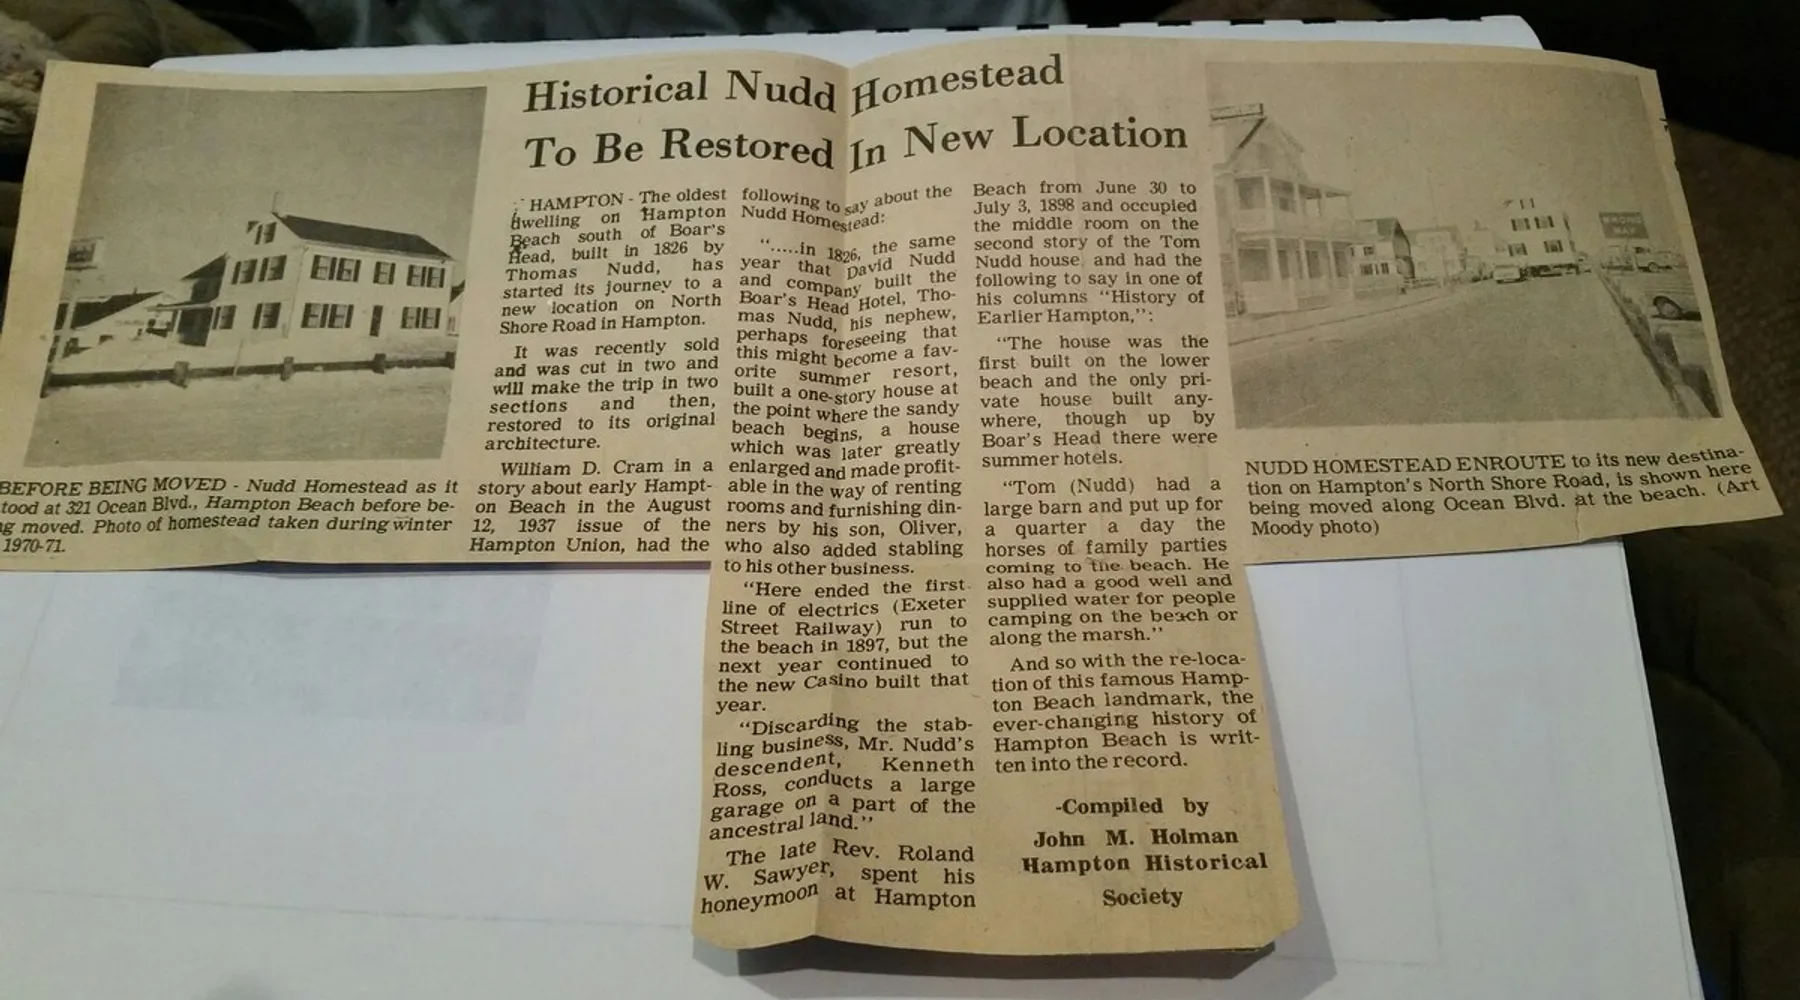 Historical Nudd Homestead
To Be Restored In New Location
HAMPTON - The oldest
dwelling on Hampton
Beach south of Boar's
Head, built in 1826 by
Thomas Nudd, has
started its journey to a
new location on North
Shore Road in Hampton.
It was recently sold
and was cut in two and
will make the trip in two
sections and then,
restored to its original
architecture.
William D. Cram in a
story about early Hampt-
on Beach in the August
12, 1937 issue of the
Hampton Union, had the
following to say about the
Nudd Homestead:
".....in 1826, the same
year that David Nudd
and company built the
Boar's Head Hotel, Tho-
mas Nudd, his nephew,
perhaps foreseeing that
this might become a fav-
orite summer resort,
built a one-story house at
the point where the sandy
beach begins, a house
which was later greatly
enlarged and made profit-
able in the way of renting
rooms and furnishing din-
ners by his son, Oliver,
who also added stabling
to his other business.
"Here ended the first
line of electrics (Exeter
Street Railway) run to
the beach in 1897, but the
next year continued to
the new Casino built that
year.
"Discarding the stab-
ling business, Mr. Nudd's
descendent, Kenneth
Ross, conducts a large
garage on a part of the
ancestral land."
The late Rev. Roland
W. Sawyer, spent his
honeymoon at Hampton
Beach from June 30 to
July 3, 1898 and occupied
the middle room on the
second story of the Tom
Nudd house, and had the
following to say in one of
his columns "History of
Earlier Hampton,":
"The house was the
first built on the lower
beach and the only pri-
vate house built any-
where, though up by
Boar's Head there were
summer hotels.
"Tom (Nudd) had a
large barn and put up for
a quarter a day the
horses of family parties
coming to the beach. He
also had a good well and
supplied water for people
camping on the beach or
along the marsh."
And so with the re-loca-
tion of this famous Hamp-
ton Beach landmark, the
ever-changing history of
Hampton Beach is writ-
ten into the record.
-Compiled by
John M. Holman
Hampton Historical
Society
BEFORE BEING MOVED - Nudd Homestead as it
tood at 321 Ocean Blvd., Hampton Beach before be-
ng moved. Photo of homestead taken during winter
1970-71.
WRONG
WAY
NUDD HOMESTEAD ENROUTE to its new destina-
tion on Hampton's North Shore Road, is shown here
being moved along Ocean Blvd. at the beach. (Art
Moody photo)